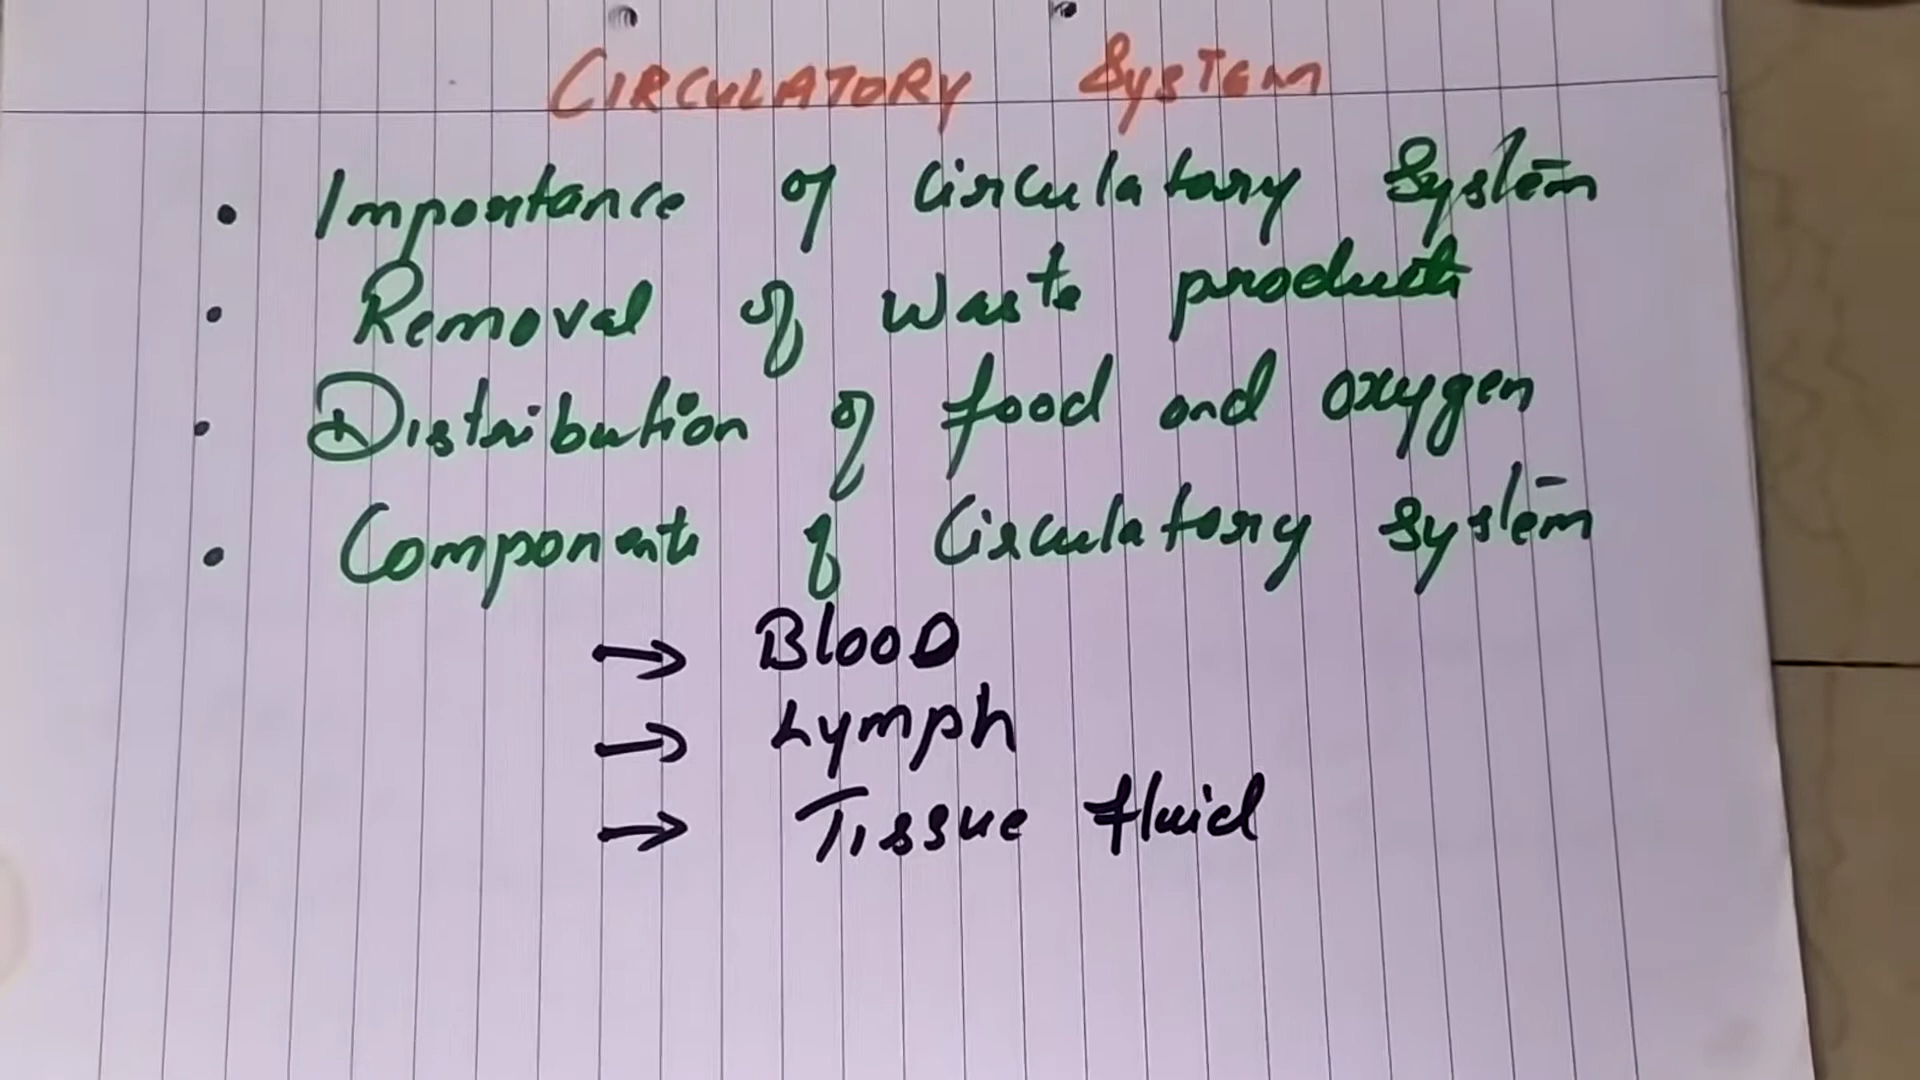 CIRCULATORY SYSTEM
• Importance of Circulatory System
• Removal of Waste products
• Distribution of food and oxygen
• Components of Circulatory System
→ Blood
→ Lymph
→ Tissue fluid